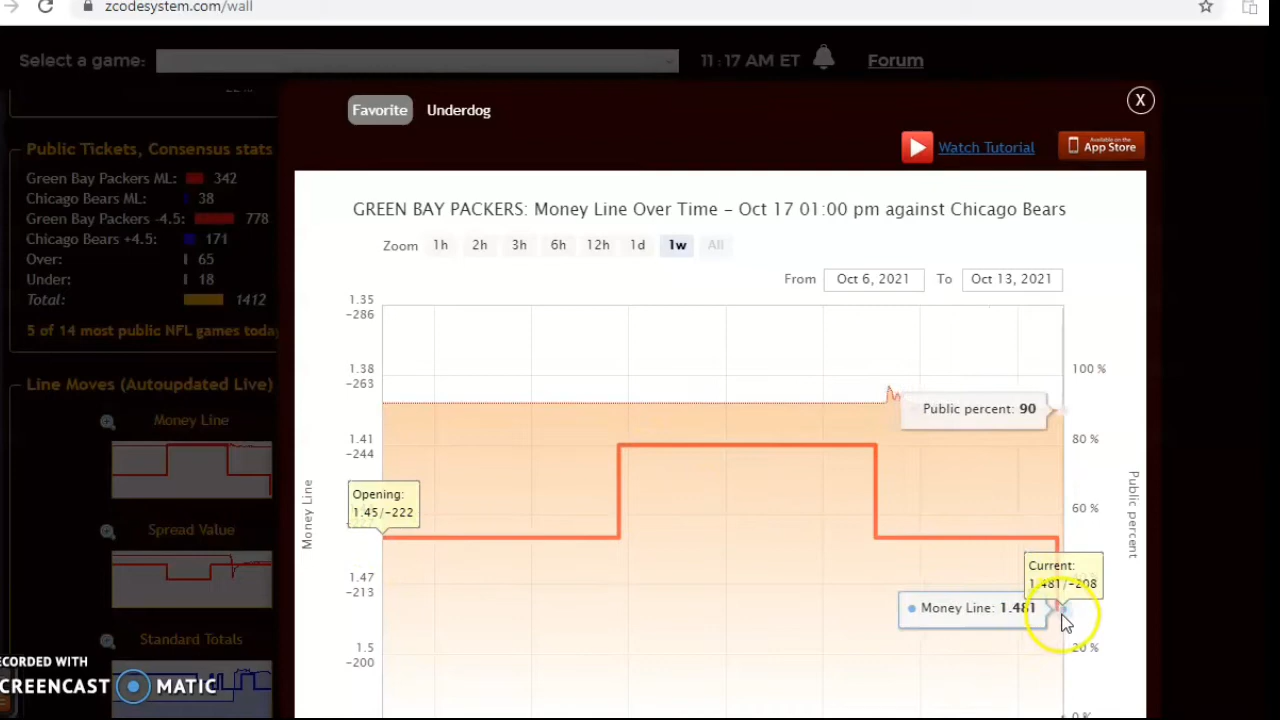 zcodesystem.com/wall
Select a game:
11:17 AM ET
Forum
Favorite
Underdog
X
Watch Tutorial
Available on the
App Store
Public Tickets, Consensus stats
Green Bay Packers ML: 342
Chicago Bears ML: 38
Green Bay Packers -4.5: 778
Chicago Bears +4.5: 171
Over: 65
Under: 18
Total: 1412
5 of 14 most public NFL games today
Line Moves (Autoupdated Live)
Money Line
Spread Value
Standard Totals
GREEN BAY PACKERS: Money Line Over Time – Oct 17 01:00 pm against Chicago Bears
Zoom 1h 2h 3h 6h 12h 1d 1w All
From Oct 6, 2021 To Oct 13, 2021
1.35
-286
1.38
-263
1.41
-244
1.47
-213
1.5
-200
Money Line
100 %
80 %
60 %
20 %
0 %
Public percent
Public percent: 90
Opening:
1.45/-222
Current:
1.481/-208
Money Line: 1.481
ECORDED WITH
CREENCAST MATIC